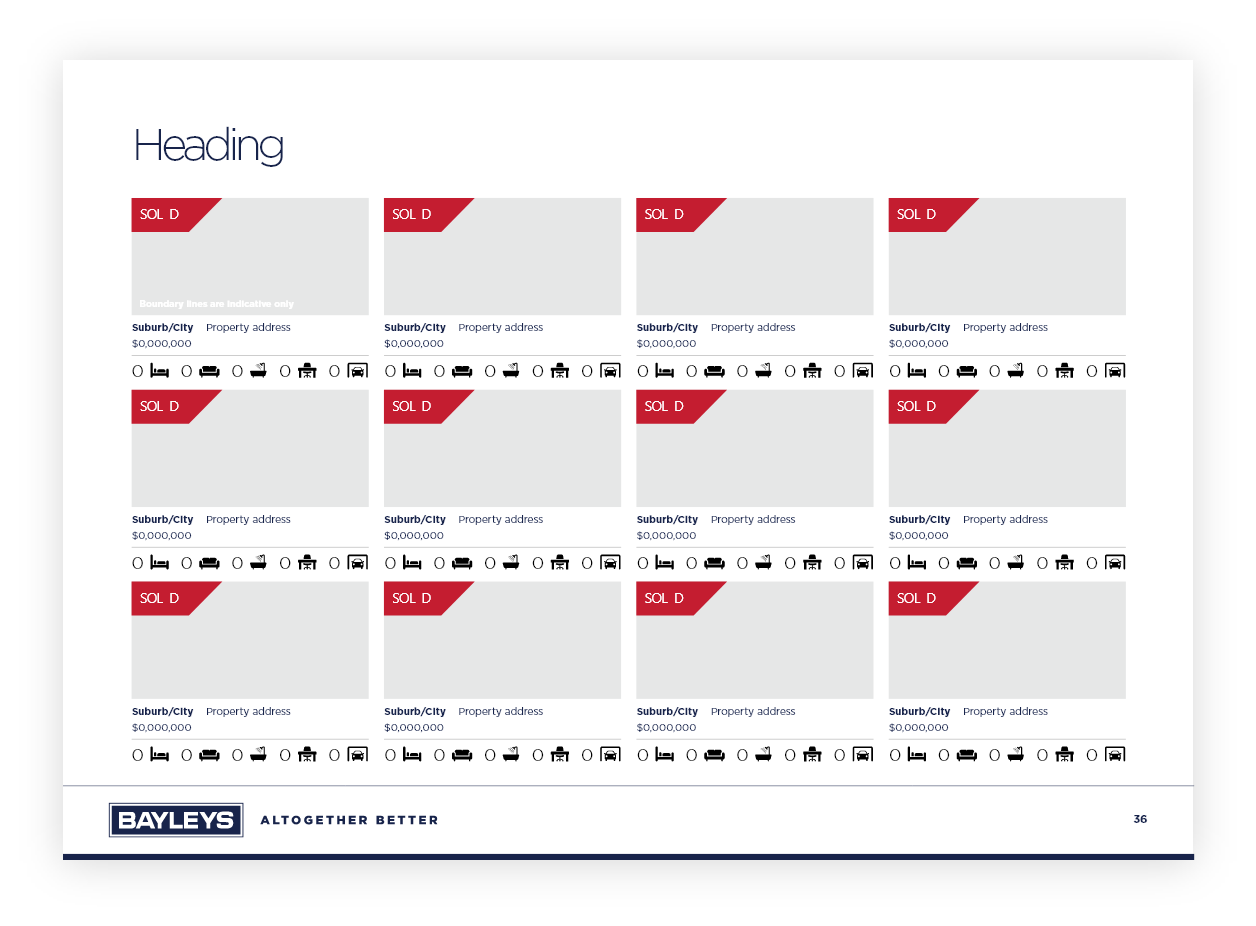 Heading
SOL D SOL D SOL D SOL D
Boundary lines are indicative only
Suburb/City Property address Suburb/City Property address Suburb/City Property address Suburb/City Property address
$0,000,000 $0,000,000 $0,000,000 $0,000,000
0 0 0 0 0 0 0 0 0 0 0 0 0 0 0 0 0 0 0 0
SOL D SOL D SOL D SOL D
Suburb/City Property address Suburb/City Property address Suburb/City Property address Suburb/City Property address
$0,000,000 $0,000,000 $0,000,000 $0,000,000
0 0 0 0 0 0 0 0 0 0 0 0 0 0 0 0 0 0 0 0
SOL D SOL D SOL D SOL D
Suburb/City Property address Suburb/City Property address Suburb/City Property address Suburb/City Property address
$0,000,000 $0,000,000 $0,000,000 $0,000,000
0 0 0 0 0 0 0 0 0 0 0 0 0 0 0 0 0 0 0 0
BAYLEYS ALTOGETHER BETTER 36